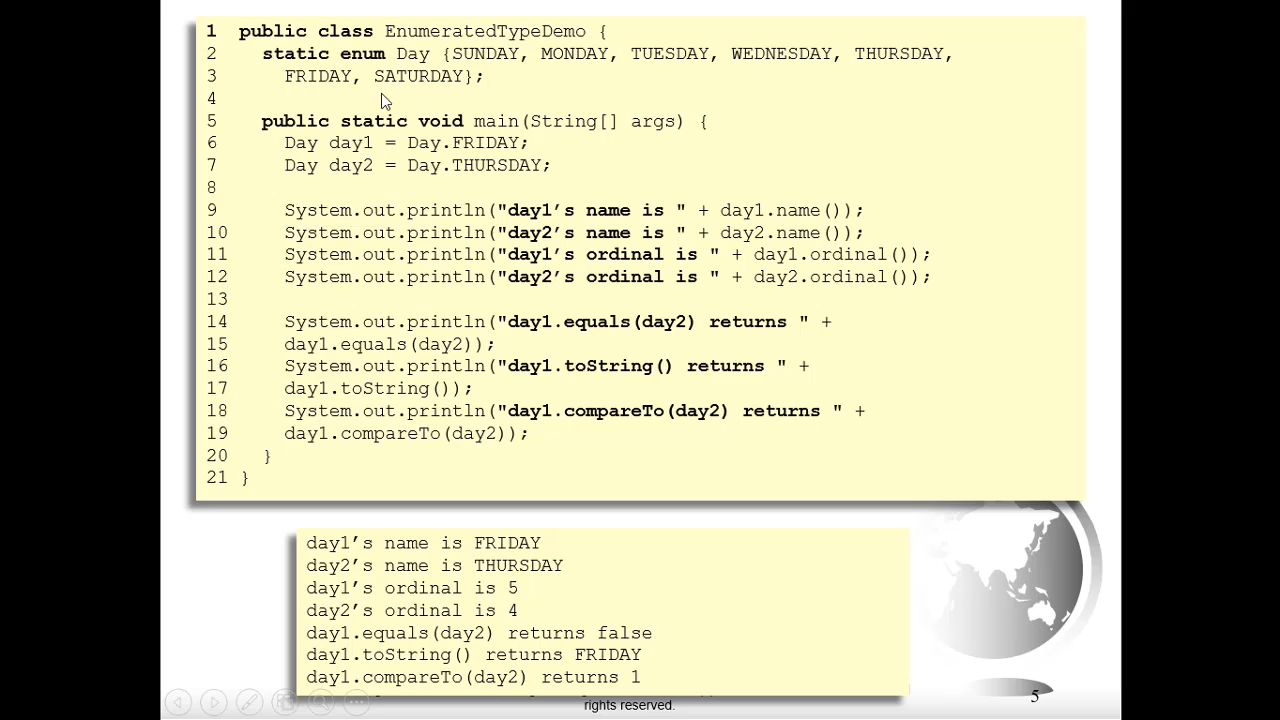 1 public class EnumeratedTypeDemo {
2 static enum Day {SUNDAY, MONDAY, TUESDAY, WEDNESDAY, THURSDAY,
3 FRIDAY, SATURDAY};
4
5 public static void main(String[] args) {
6 Day day1 = Day.FRIDAY;
7 Day day2 = Day.THURSDAY;
8
9 System.out.println("day1’s name is " + day1.name());
10 System.out.println("day2’s name is " + day2.name());
11 System.out.println("day1’s ordinal is " + day1.ordinal());
12 System.out.println("day2’s ordinal is " + day2.ordinal());
13
14 System.out.println("day1.equals(day2) returns " +
15 day1.equals(day2));
16 System.out.println("day1.toString() returns " +
17 day1.toString());
18 System.out.println("day1.compareTo(day2) returns " +
19 day1.compareTo(day2));
20 }
21 }
day1’s name is FRIDAY
day2’s name is THURSDAY
day1’s ordinal is 5
day2’s ordinal is 4
day1.equals(day2) returns false
day1.toString() returns FRIDAY
day1.compareTo(day2) returns 1
rights reserved.
5